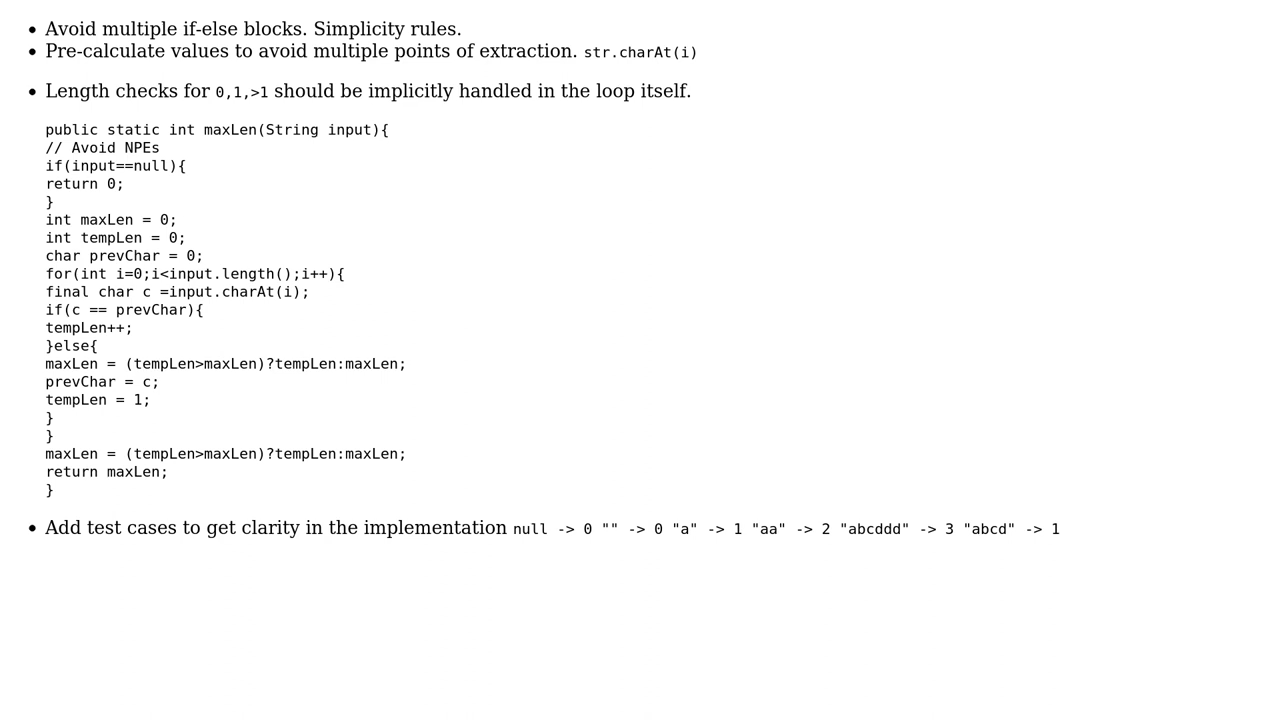 • Avoid multiple if-else blocks. Simplicity rules.
• Pre-calculate values to avoid multiple points of extraction. str.charAt(i)
• Length checks for 0,1,>1 should be implicitly handled in the loop itself.
public static int maxLen(String input){
// Avoid NPEs
if(input==null){
return 0;
}
int maxLen = 0;
int tempLen = 0;
char prevChar = 0;
for(int i=0;i<input.length();i++){
final char c =input.charAt(i);
if(c == prevChar){
tempLen++;
}else{
maxLen = (tempLen>maxLen)?tempLen:maxLen;
prevChar = c;
tempLen = 1;
}
}
maxLen = (tempLen>maxLen)?tempLen:maxLen;
return maxLen;
}
• Add test cases to get clarity in the implementation null -> 0 "" -> 0 "a" -> 1 "aa" -> 2 "abcddd" -> 3 "abcd" -> 1